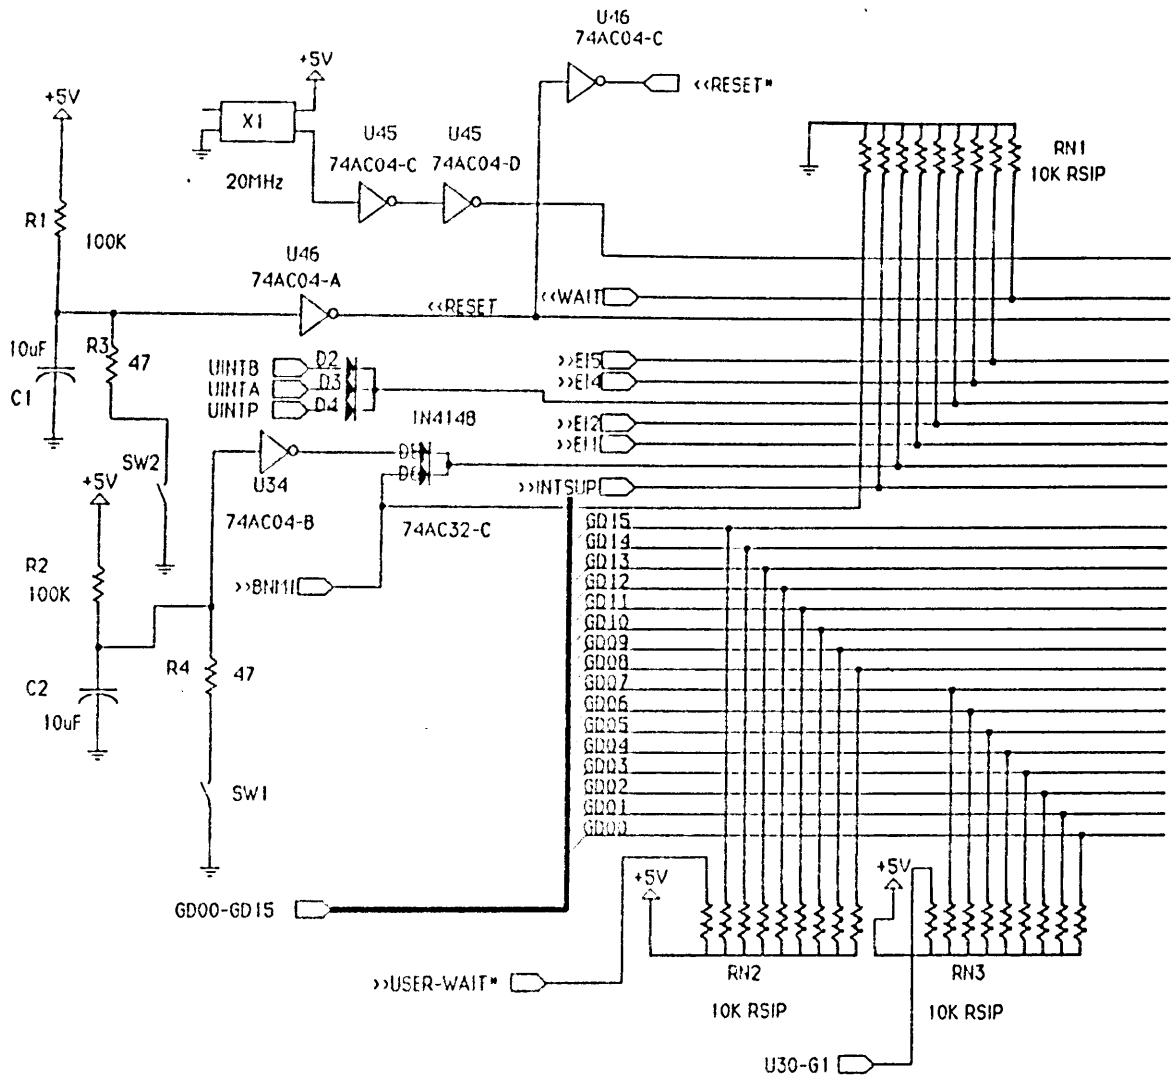 U46
74AC04-C
+5V
<<RESET*
+5V
X1
U45
U45
RN1
74AC04-C
74AC04-D
10K RSIP
20MHz
R1
100K
U46
74AC04-A
<<WAIT
<<RESET
10uF
R3
47
C1
UINTB
D2
>>EI5
UINTA
D3
>>EI4
UINTP
D4
1N4148
>>EI2
>>EI1
D5
SW2
D6
+5V
U34
>>INTSUP
74AC04-B
74AC32-C
GD15
GD14
R2
GD13
100K
>>BNMI
GD12
GD11
GD10
GD09
R4
47
GD08
C2
GD07
10uF
GD06
GD05
GD04
GD03
SW1
GD02
GD01
GD00
+5V
+5V
GD00-GD15
RN2
RN3
>>USER-WAIT*
10K RSIP
10K RSIP
U30-G1